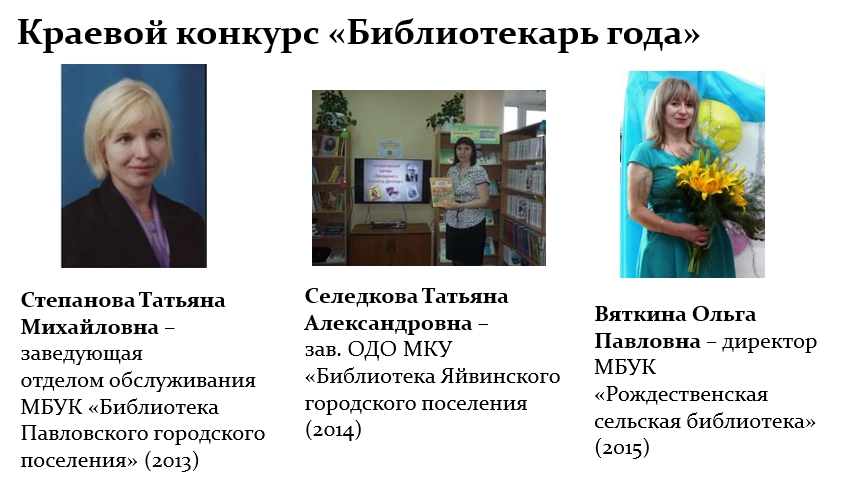 Краевой конкурс «Библиотекарь года»
Степанова Татьяна
Михайловна –
заведующая
отделом обслуживания
МБУК «Библиотека
Павловского городского
поселения» (2013)
Селедкова Татьяна
Александровна –
зав. ОДО МКУ
«Библиотека Яйвинского
городского поселения
(2014)
Вяткина Ольга
Павловна – директор
МБУК
«Рождественская
сельская библиотека»
(2015)